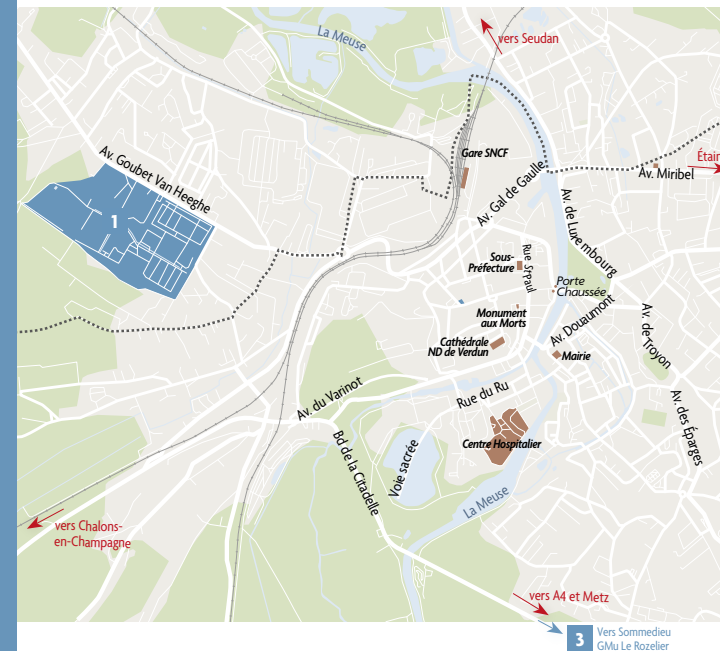 La Meuse
vers Seudan
Gare SNCF
Étain
Av. Miribel
Av. Goubet Van Heeghe
1
Av. Gal de Gaulle
Av. de Luxembourg
Sous-
Préfecture
Rue St Paul
Porte
Chaussée
Monument
aux Morts
Av. Douaumont
Cathédrale
ND de Verdun
Mairie
Av. de Troyon
Av. du Varinot
Rue du Ru
Av. des Éparges
Bd de la Citadelle
Voie sacrée
Centre Hospitalier
La Meuse
vers Chalons-
en-Champagne
vers A4 et Metz
3
Vers Sommedieu
GMu Le Rozelier